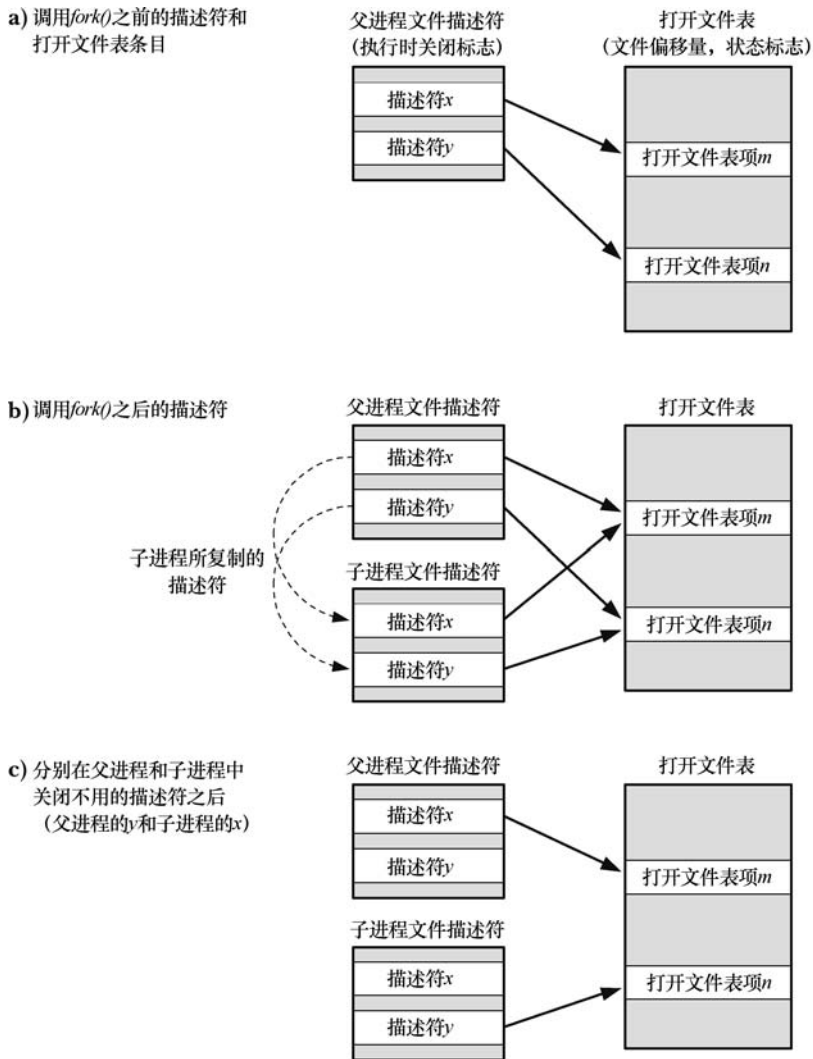 a) 调用fork()之前的描述符和
打开文件表条目
父进程文件描述符
(执行时关闭标志)
打开文件表
(文件偏移量，状态标志)
描述符x
描述符y
打开文件表项m
打开文件表项n
b) 调用fork()之后的描述符
父进程文件描述符
打开文件表
描述符x
描述符y
子进程所复制的
描述符
子进程文件描述符
描述符x
描述符y
打开文件表项m
打开文件表项n
c) 分别在父进程和子进程中
关闭不用的描述符之后
（父进程的y和子进程的x）
父进程文件描述符
打开文件表
描述符x
描述符y
子进程文件描述符
描述符x
描述符y
打开文件表项m
打开文件表项n